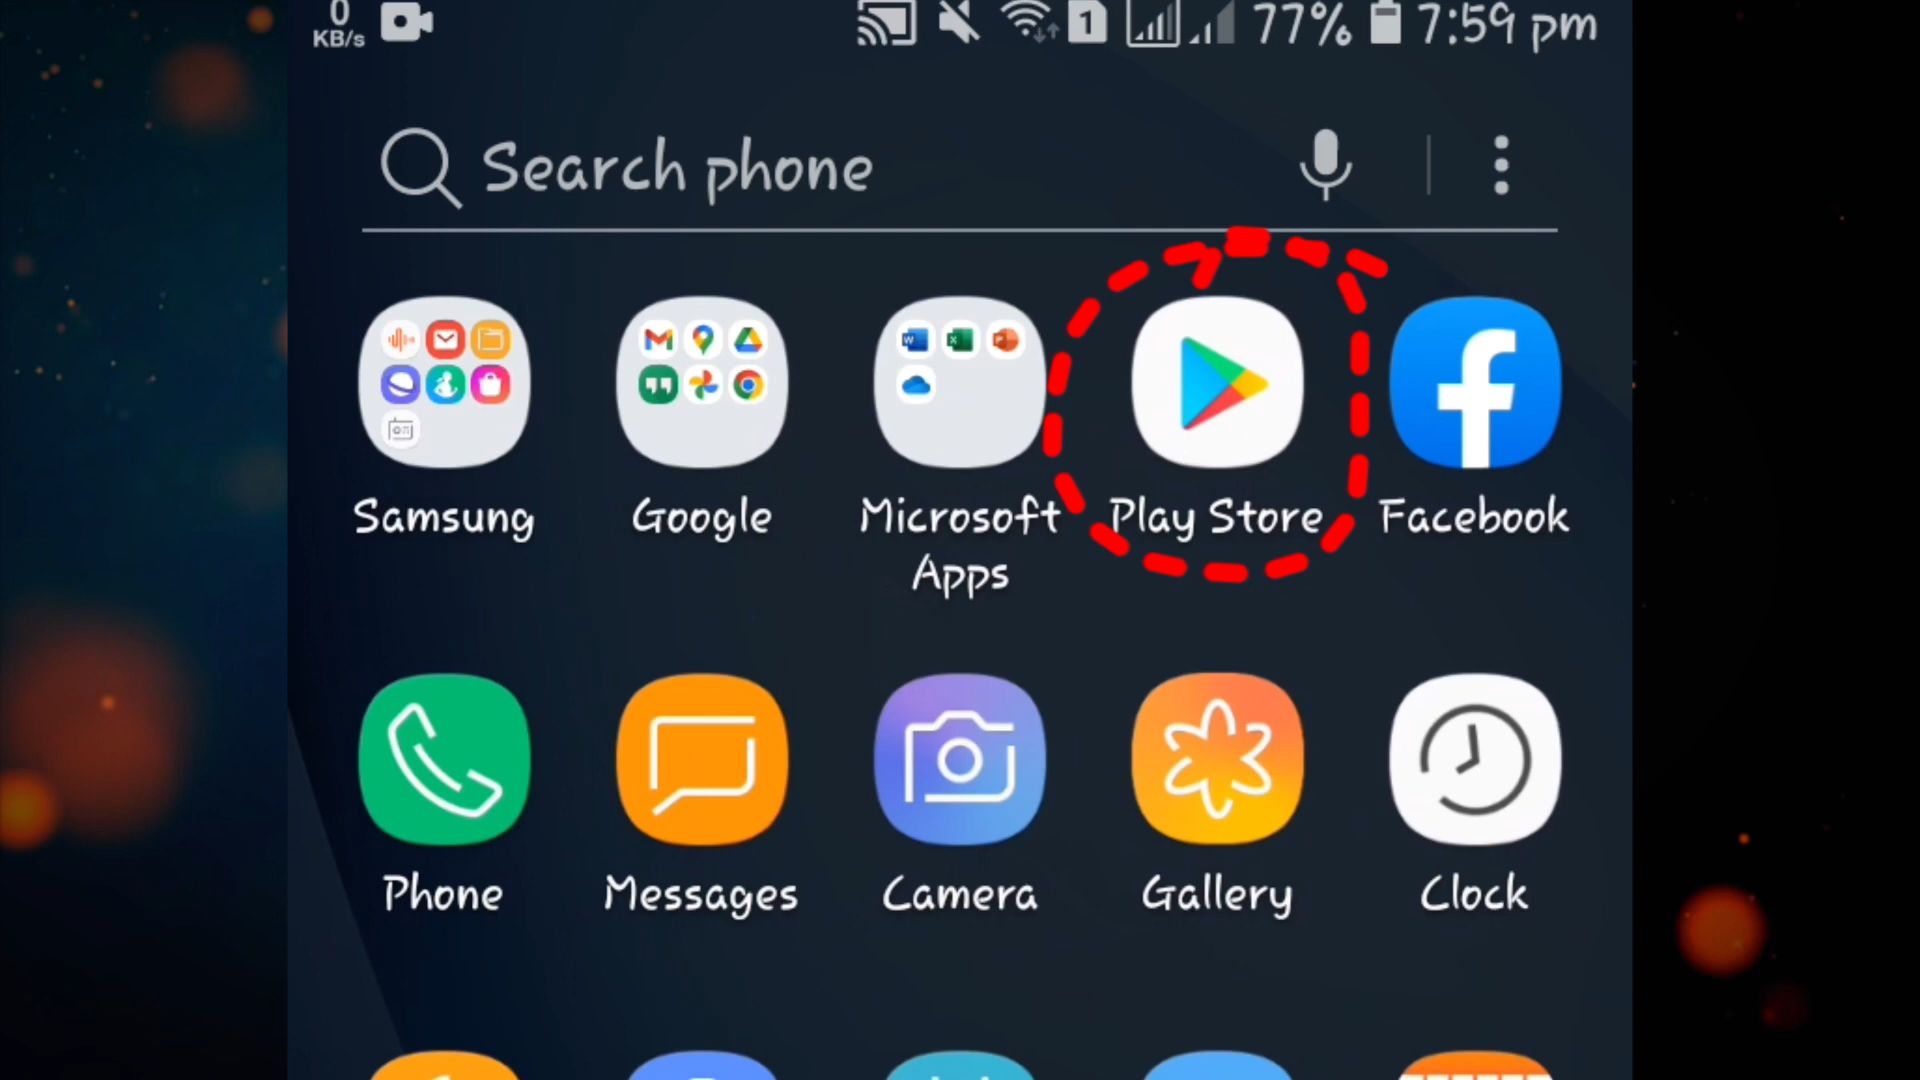 0
KB/s
1
77%
7:59 pm
Search phone
Samsung
Google
Microsoft
Apps
Play Store
Facebook
Phone
Messages
Camera
Gallery
Clock